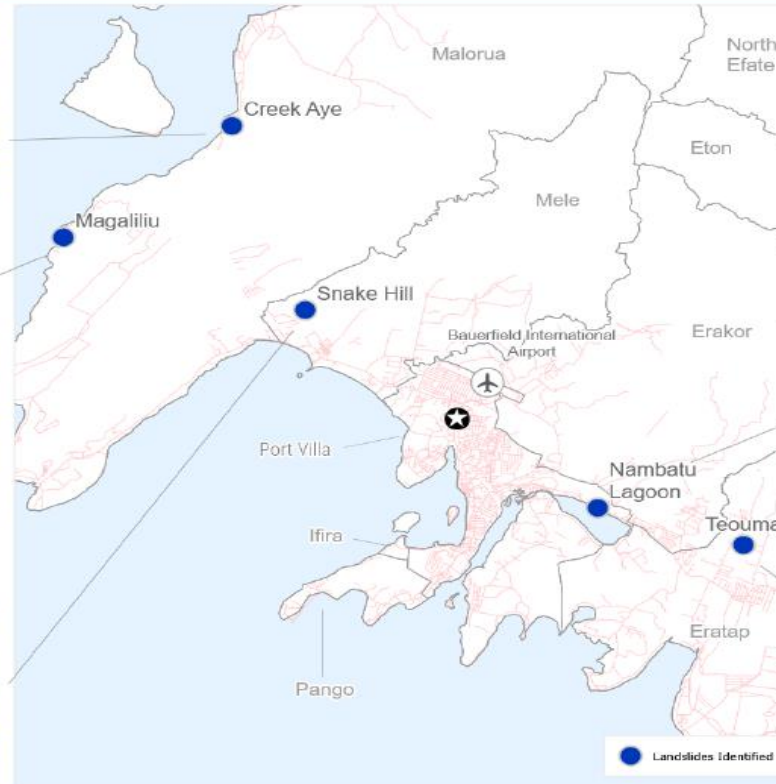 Malorua
North
Efate
Creek Aye
Eton
Mele
Magaliliu
Snake Hill
Bauerfield International
Airport
Erakor
Port Villa
Nambatu
Lagoon
Teouma
Ifira
Eratap
Pango
Landslides Identified